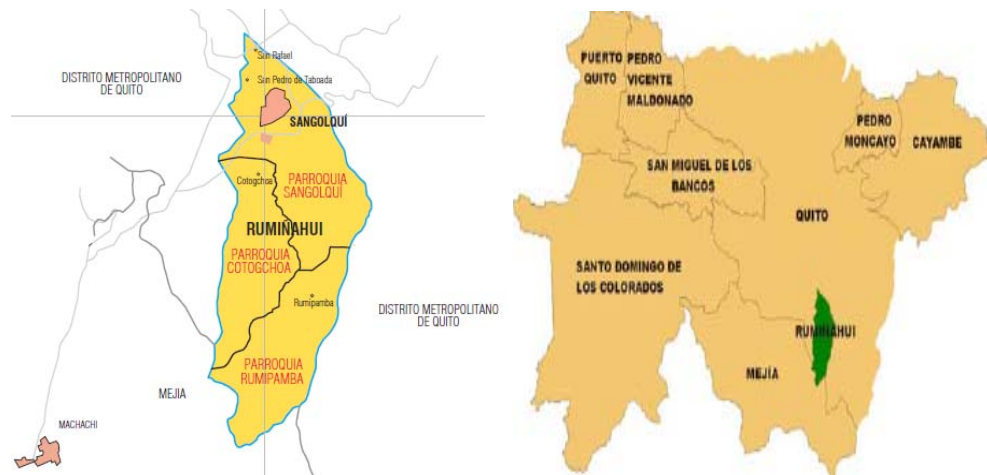 San Rafael
DISTRITO METROPOLITANO
DE QUITO
San Pedro de Taboada
SANGOLQUÍ
Cotogchoa
PARROQUIA
SANGOLQUÍ
RUMIÑAHUI
PARROQUIA
COTOGCHOA
Rumipamba
DISTRITO METROPOLITANO
DE QUITO
PARROQUIA
RUMIPAMBA
MEJIA
MACHACHI
PUERTO
QUITO
PEDRO
VICENTE
MALDONADO
PEDRO
MONCAYO
CAYAMBE
SAN MIGUEL DE LOS
BANCOS
QUITO
SANTO DOMINGO DE
LOS COLORADOS
RUMIÑAHUI
MEJÍA